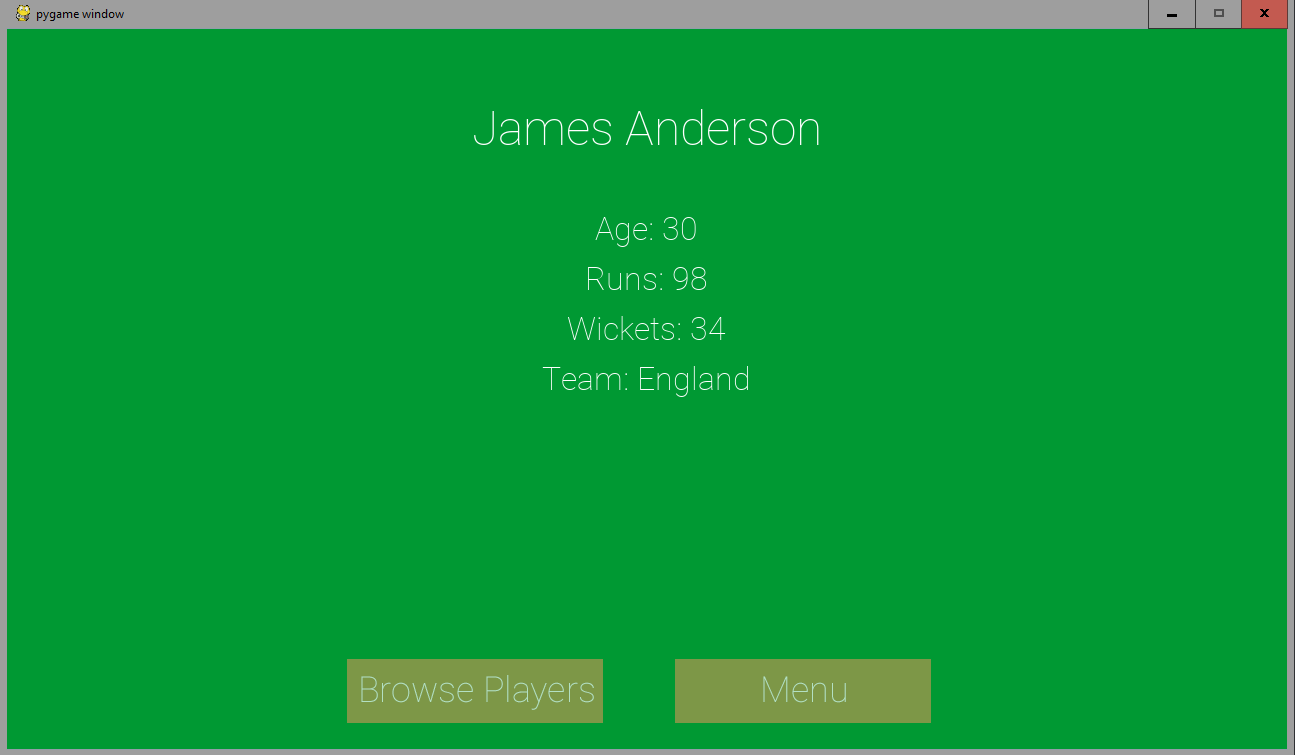 pygame window
James Anderson
Age: 30
Runs: 98
Wickets: 34
Team: England
Browse Players
Menu